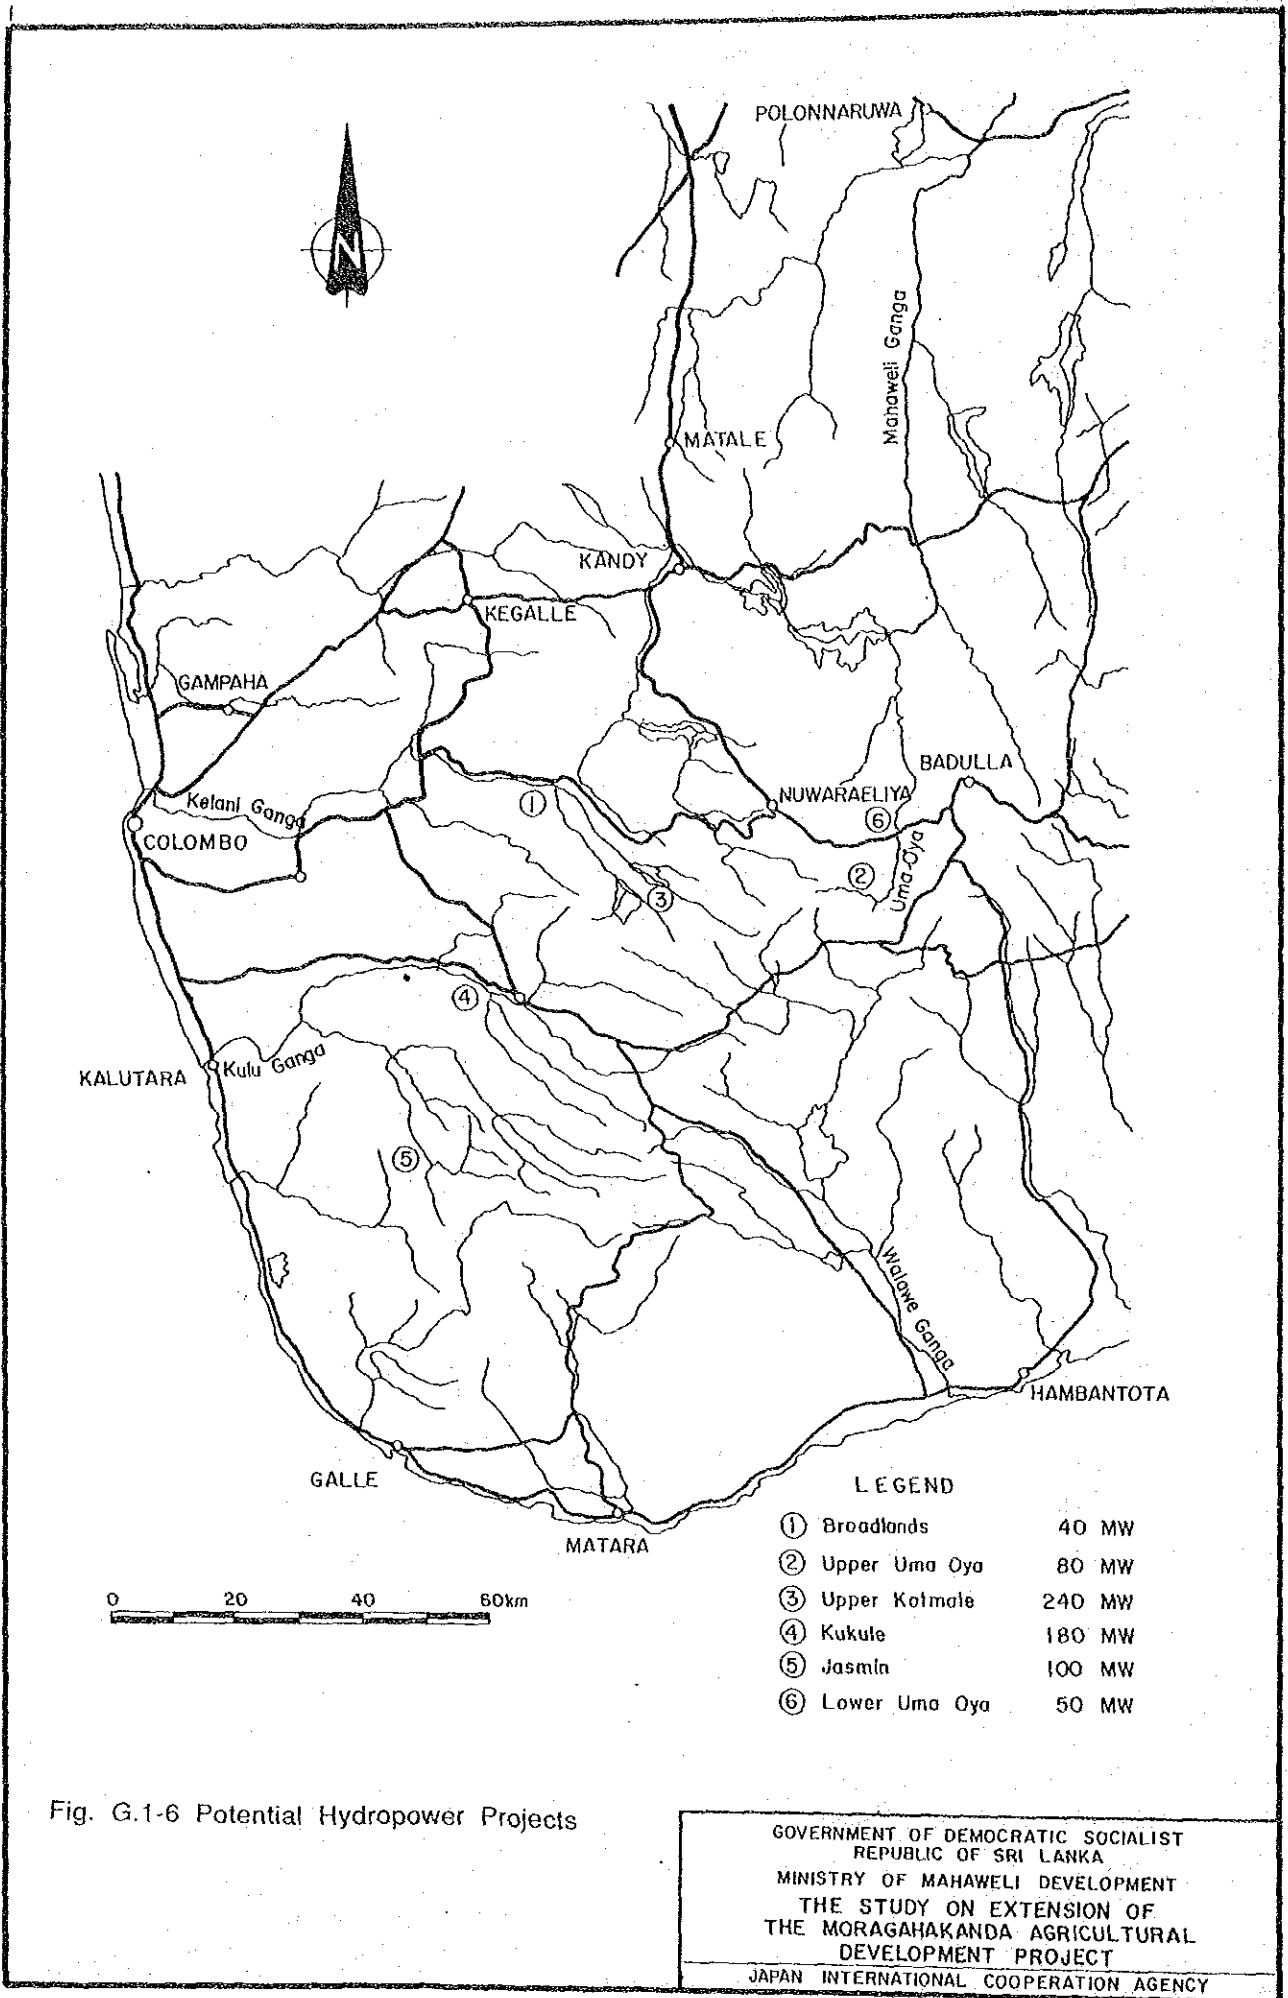 POLONNARUWA
N
Mahaweli Ganga
MATALE
KANDY
KEGALLE
GAMPAHA
BADULLA
NUWARAELIYA
①
Kelani Ganga
⑥
COLOMBO
②
Uma-Oya
③
④
KALUTARA
Kulu Ganga
⑤
Walawe Ganga
HAMBANTOTA
GALLE
MATARA
LEGEND
① Broadlands 40 MW
② Upper Uma Oya 80 MW
③ Upper Kotmale 240 MW
④ Kukule 180 MW
⑤ Jasmin 100 MW
⑥ Lower Uma Oya 50 MW
0 20 40 60km
Fig. G.1-6 Potential Hydropower Projects
GOVERNMENT OF DEMOCRATIC SOCIALIST
REPUBLIC OF SRI LANKA
MINISTRY OF MAHAWELI DEVELOPMENT
THE STUDY ON EXTENSION OF
THE MORAGAHAKANDA AGRICULTURAL
DEVELOPMENT PROJECT
JAPAN INTERNATIONAL COOPERATION AGENCY